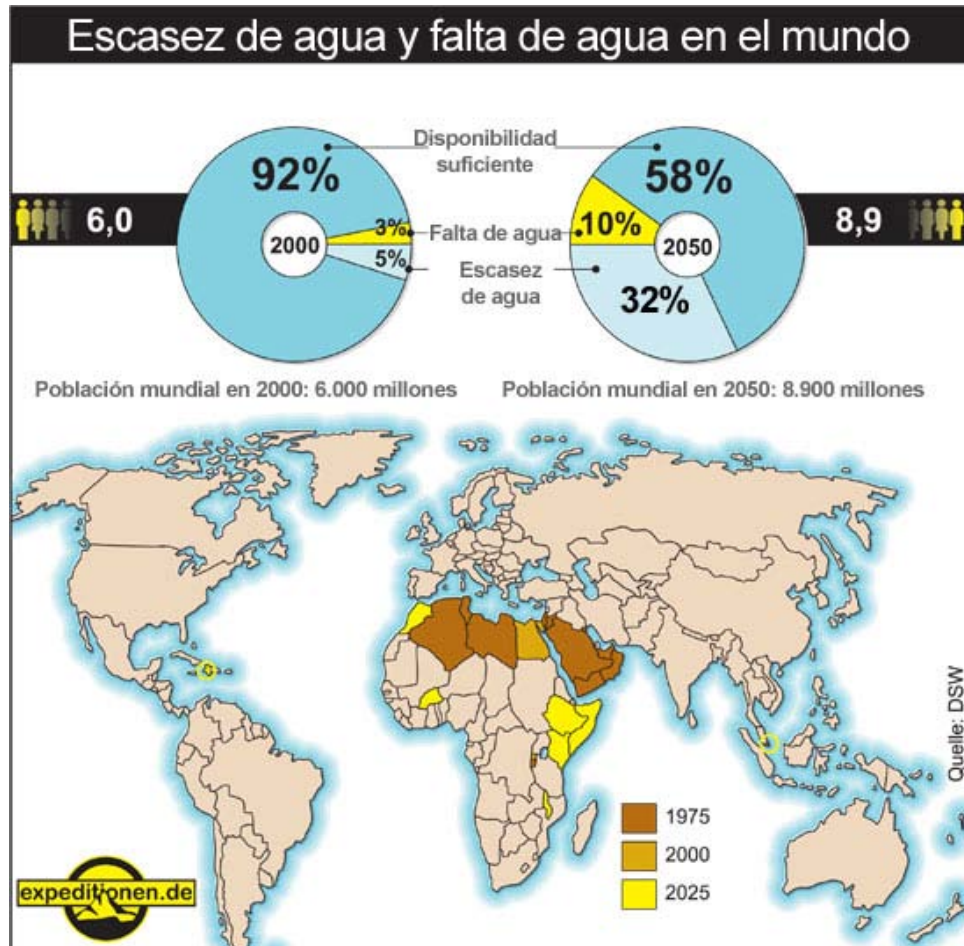 Escasez de agua y falta de agua en el mundo
Disponibilidad
suficiente
92%
58%
6,0
3%
Falta de agua
10%
8,9
2000
2050
5%
Escasez
de agua
32%
Población mundial en 2000: 6.000 millones
Población mundial en 2050: 8.900 millones
Quelle: DSW
1975
2000
2025
expeditionen.de